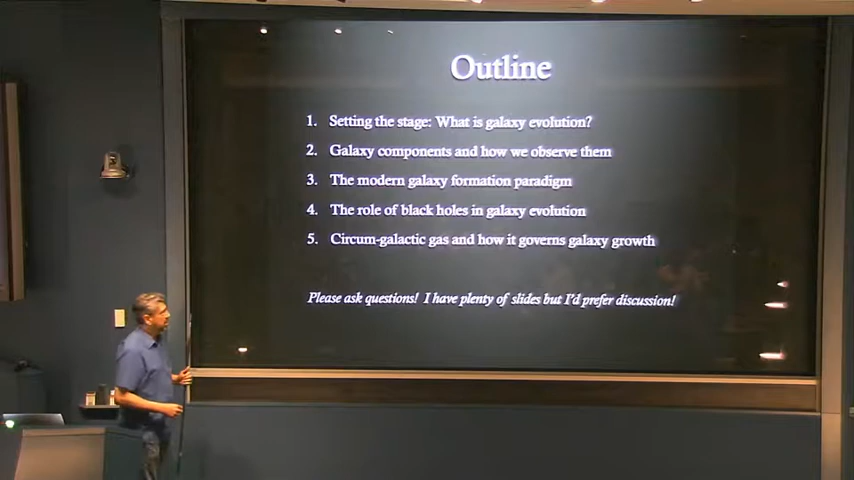 Outline
1. Setting the stage: What is galaxy evolution?
2. Galaxy components and how we observe them
3. The modern galaxy formation paradigm
4. The role of black holes in galaxy evolution
5. Circum-galactic gas and how it governs galaxy growth
Please ask questions! I have plenty of slides but I'd prefer discussion!